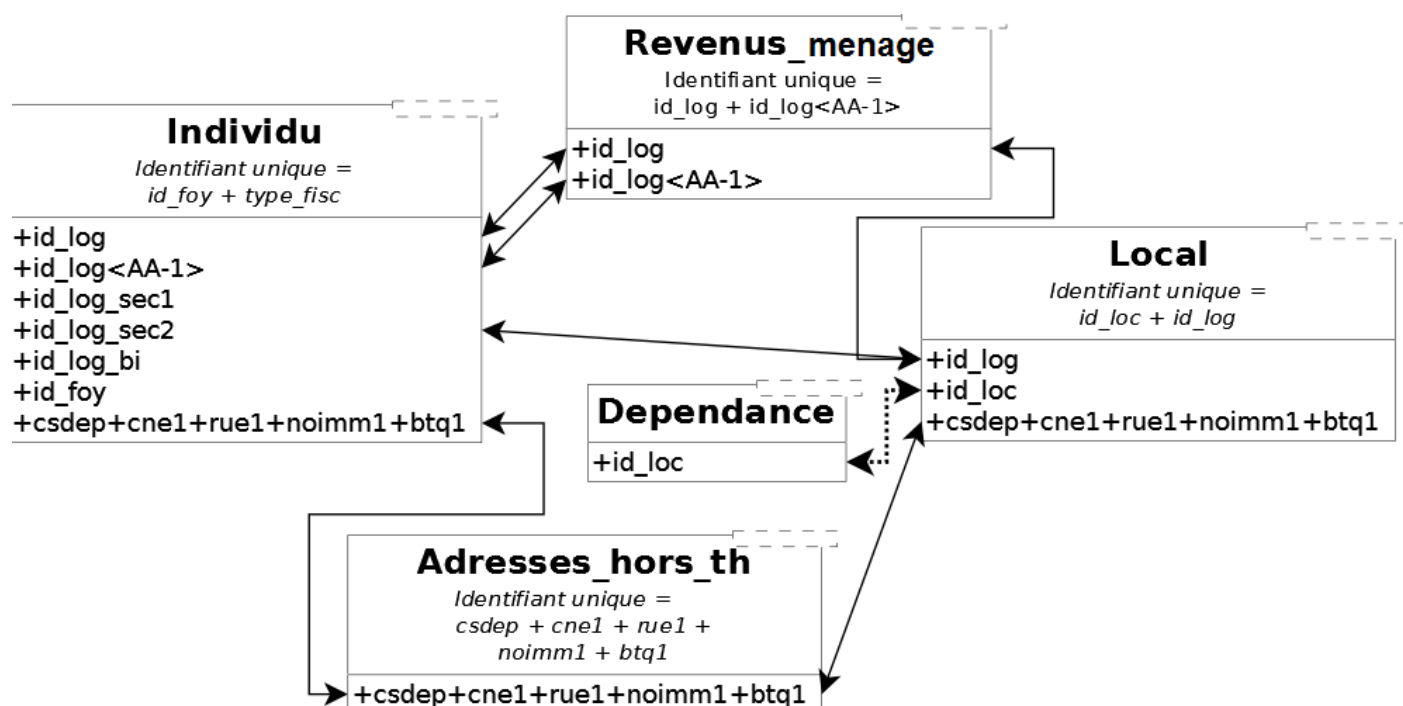 Revenus_menage
Identifiant unique =
id_log + id_log<AA-1>
+id_log
+id_log<AA-1>
Individu
Identifiant unique =
id_foy + type_fisc
+id_log
+id_log<AA-1>
+id_log_sec1
+id_log_sec2
+id_log_bi
+id_foy
+csdep+cne1+rue1+noimm1+btq1
Local
Identifiant unique =
id_loc + id_log
+id_log
+id_loc
+csdep+cne1+rue1+noimm1+btq1
Dependance
+id_loc
Adresses_hors_th
Identifiant unique =
csdep + cne1 + rue1 +
noimm1 + btq1
+csdep+cne1+rue1+noimm1+btq1